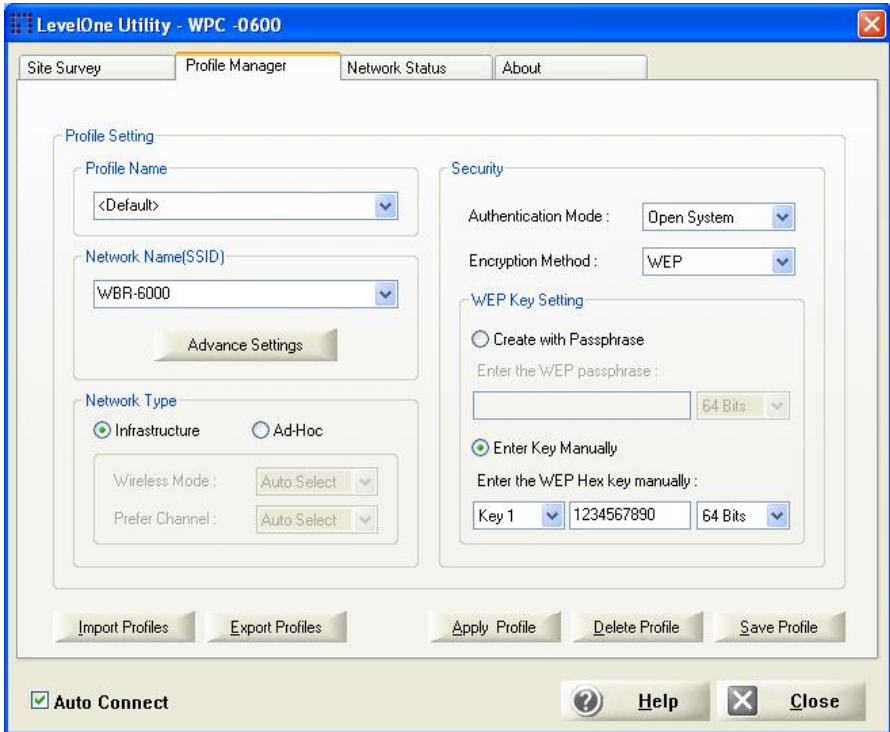 LevelOne Utility - WPC -0600
Site Survey
Profile Manager
Network Status
About
Profile Setting
Profile Name
<Default>
Network Name(SSID)
WBR-6000
Advance Settings
Network Type
Infrastructure
Ad-Hoc
Wireless Mode :
Auto Select
Prefer Channel :
Auto Select
Security
Authentication Mode :
Open System
Encryption Method :
WEP
WEP Key Setting
Create with Passphrase
Enter the WEP passphrase :
64 Bits
Enter Key Manually
Enter the WEP Hex key manually :
Key 1
1234567890
64 Bits
Import Profiles
Export Profiles
Apply Profile
Delete Profile
Save Profile
Auto Connect
Help
Close